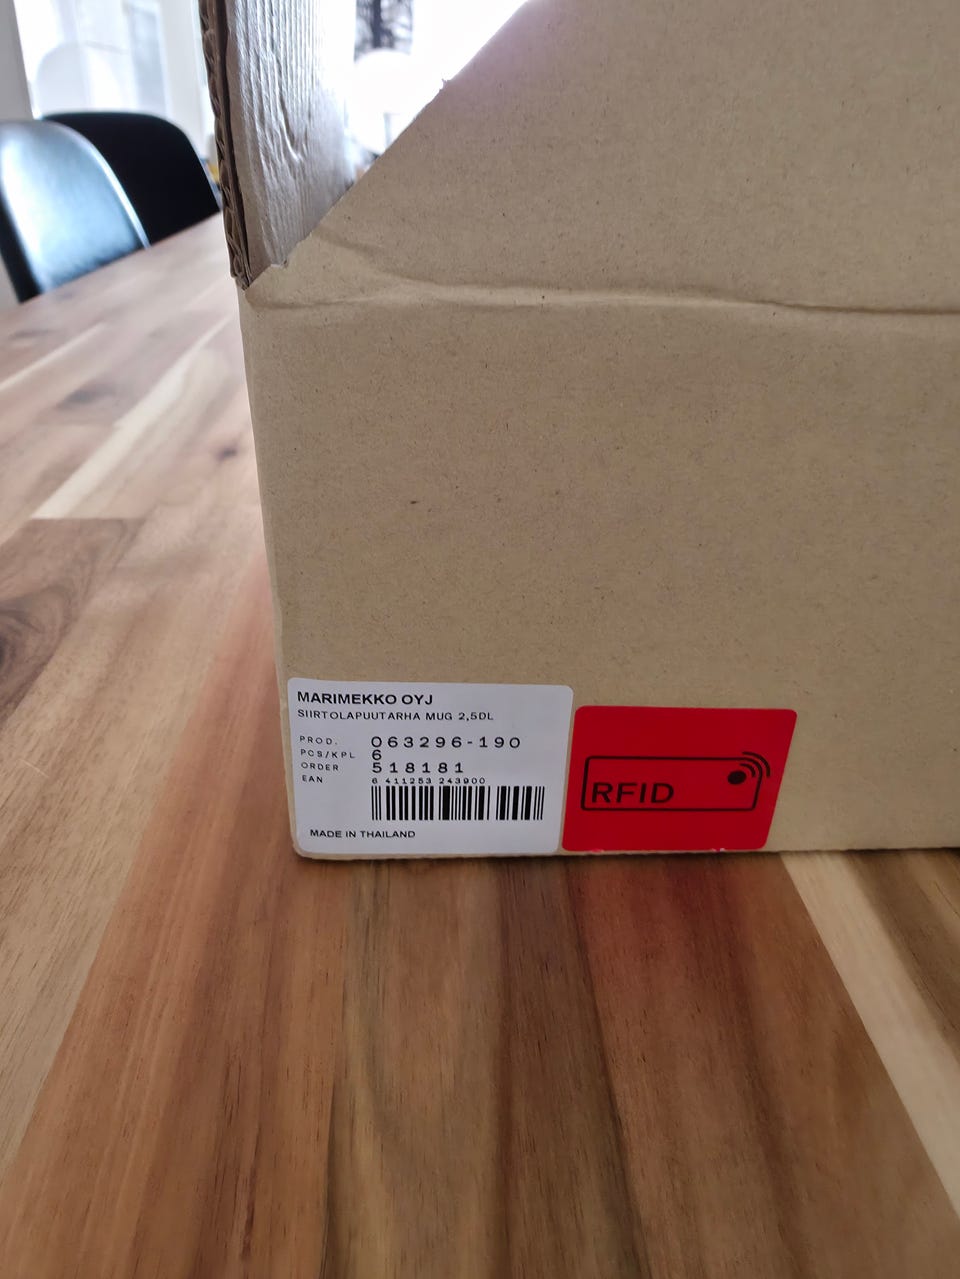 MARIMEKKO OYJ
SIIRTOLAPUUTARHA MUG 2,5DL
PROD. 063296-190
PCS/KPL 6
ORDER 518181
EAN 6 411253 243900
MADE IN THAILAND
RFID